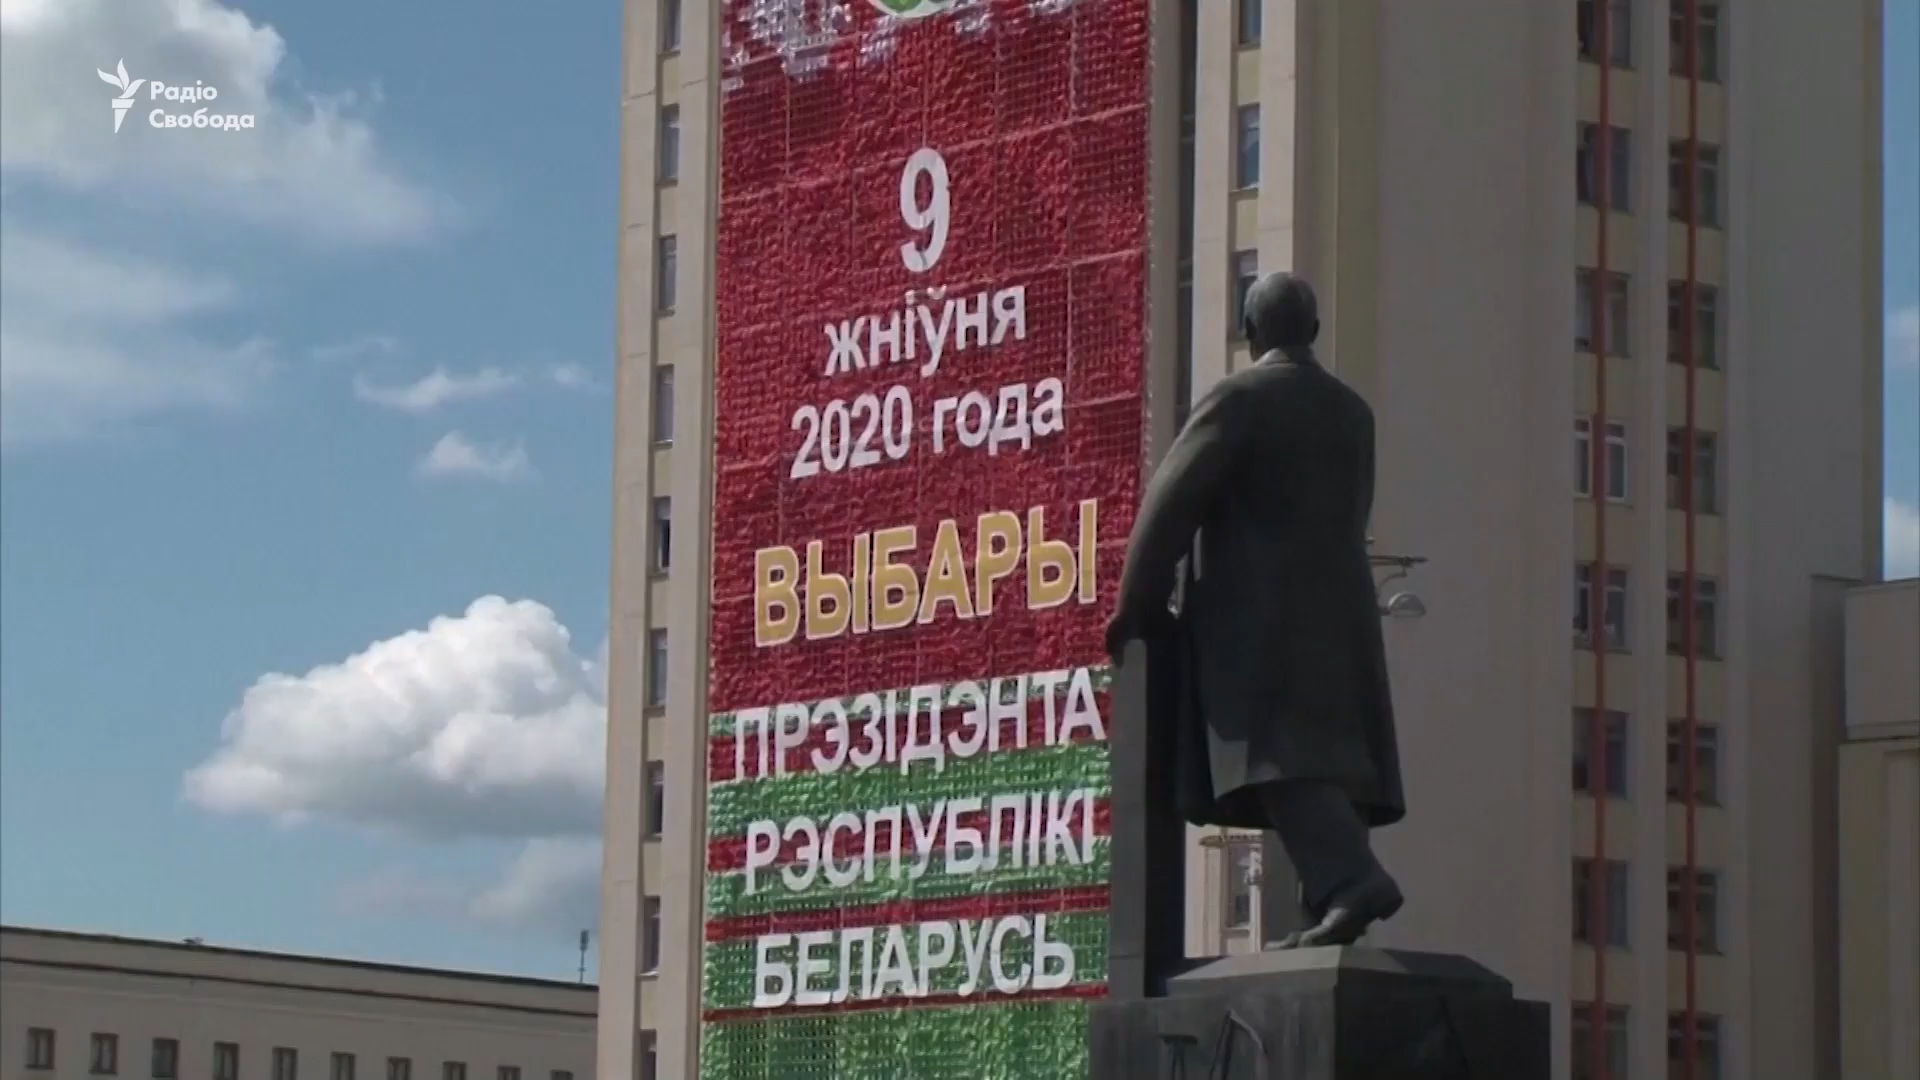 Радіо
Свобода
9
жніўня
2020 года
ВЫБАРЫ
ПРЭЗІДЭНТА
РЭСПУБЛІКІ
БЕЛАРУСЬ